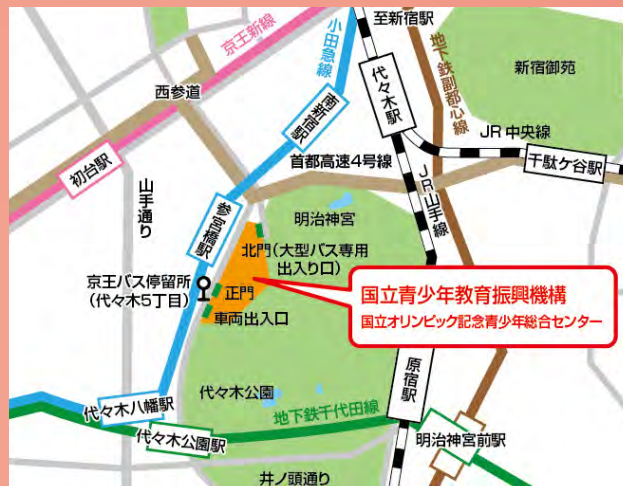 至新宿駅
京王新線
小田急線
代々木駅
地下鉄副都心線
新宿御苑
西参道
南新宿駅
JR中央線
首都高速4号線
千駄ケ谷駅
初台駅
山手通り
JR山手線
参宮橋駅
明治神宮
北門(大型バス専用
出入り口)
京王バス停留所
(代々木5丁目)
正門
車両出入口
国立青少年教育振興機構
国立オリンピック記念青少年総合センター
原宿駅
代々木公園
代々木八幡駅
地下鉄千代田線
代々木公園駅
明治神宮前駅
井ノ頭通り